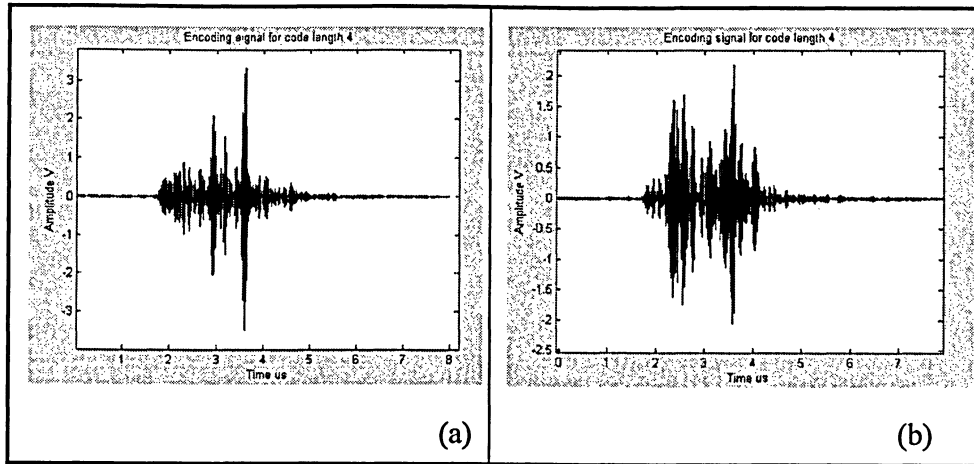 Encoding signal for code length 4
3
2
1
0
-1
-2
-3
Amplitude V
1 2 3 4 5 6 7 8
Time us
(a)
Encoding signal for code length 4
2
1.5
1
0.5
0
-0.5
-1
-1.5
-2
-2.5
Amplitude V
0 1 2 3 4 5 6 7
Time us
(b)